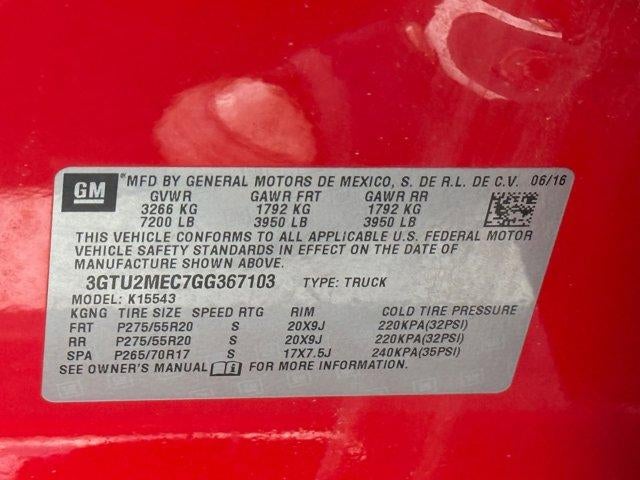 GM ® MFD BY GENERAL MOTORS DE MEXICO, S. DE R.L. DE C.V. 06/16
GVWR GAWR FRT GAWR RR
3266 KG 1792 KG 1792 KG
7200 LB 3950 LB 3950 LB
THIS VEHICLE CONFORMS TO ALL APPLICABLE U.S. FEDERAL MOTOR
VEHICLE SAFETY STANDARDS IN EFFECT ON THE DATE OF
MANUFACTURE SHOWN ABOVE.
3GTU2MEC7GG367103 TYPE: TRUCK
MODEL: K15543
KGNG TIRE SIZE SPEED RTG RIM COLD TIRE PRESSURE
FRT P275/55R20 S 20X9J 220KPA(32PSI)
RR P275/55R20 S 20X9J 220KPA(32PSI)
SPA P265/70R17 S 17X7.5J 240KPA(35PSI)
SEE OWNER'S MANUAL FOR MORE INFORMATION.